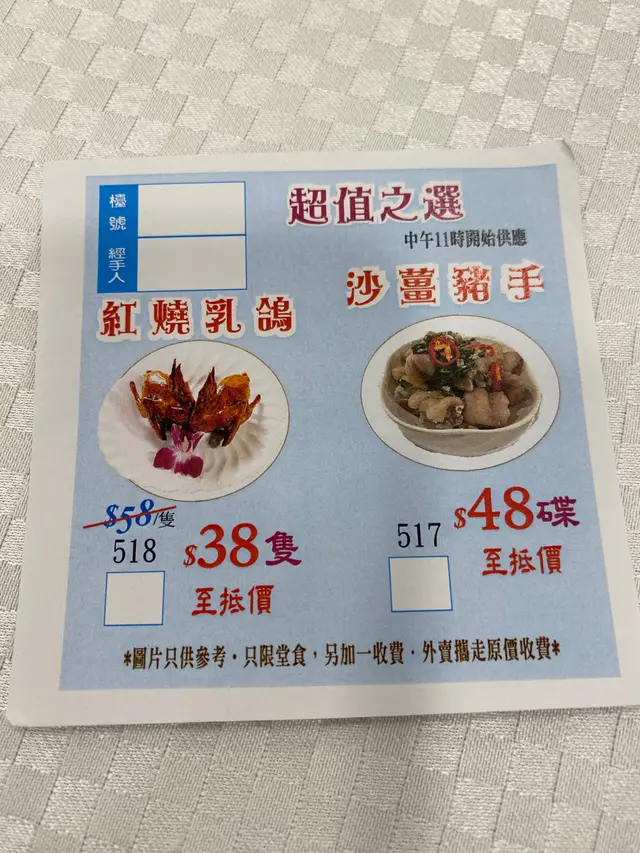 檯號
經手人
超值之選
中午11時開始供應
紅燒乳鴿
沙薑豬手
$58/隻
518
$38隻
至抵價
517
$48碟
至抵價
*圖片只供參考·只限堂食，另加一收費·外賣攜走原價收費*